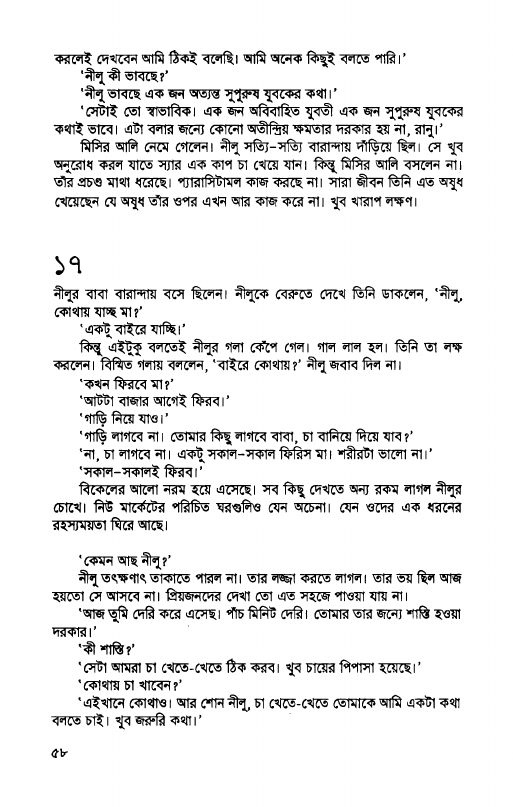 করলেই দেখবেন আমি ঠিকই বলেছি। আমি অনেক কিছুই বলতে পারি।’
‘নীলু কী ভাবছে?’
‘নীলু ভাবছে এক জন অত্যন্ত সুপুরুষ যুবকের কথা।’
‘সেটাই তো স্বাভাবিক। এক জন অবিবাহিত যুবতী এক জন সুপুরুষ যুবকের
কথাই ভাবে। এটা বলার জন্যে কোনো অতীন্দ্রিয় ক্ষমতার দরকার হয় না, রানু।’
মিসির আলি নেমে গেলেন। নীলু সত্যি–সত্যি বারান্দায় দাঁড়িয়ে ছিল। সে খুব
অনুরোধ করল যাতে স্যার এক কাপ চা খেয়ে যান। কিন্তু মিসির আলি বসলেন না।
তাঁর প্রচণ্ড মাথা ধরেছে। প্যারাসিটামল কাজ করছে না। সারা জীবন তিনি এত অষুধ
খেয়েছেন যে অষুধ তাঁর ওপর এখন আর কাজ করে না। খুব খারাপ লক্ষণ।
১৭
নীলুর বাবা বারান্দায় বসে ছিলেন। নীলুকে বেরুতে দেখে তিনি ডাকলেন, ‘নীলু,
কোথায় যাচ্ছ মা?’
‘একটু বাইরে যাচ্ছি।’
কিন্তু এইটুকু বলতেই নীলুর গলা কেঁপে গেল। গাল লাল হল। তিনি তা লক্ষ
করলেন। বিস্মিত গলায় বললেন, ‘বাইরে কোথায়?’ নীলু জবাব দিল না।
‘কখন ফিরবে মা?’
‘আটটা বাজার আগেই ফিরব।’
‘গাড়ি নিয়ে যাও।’
‘গাড়ি লাগবে না। তোমার কিছু লাগবে বাবা, চা বানিয়ে দিয়ে যাব?’
‘না, চা লাগবে না। একটু সকাল–সকাল ফিরিস মা। শরীরটা ভালো না।’
‘সকাল–সকালই ফিরব।’
বিকেলের আলো নরম হয়ে এসেছে। সব কিছু দেখতে অন্য রকম লাগল নীলুর
চোখে। নিউ মার্কেটের পরিচিত ঘরগুলিও যেন অচেনা। যেন ওদের এক ধরনের
রহস্যময়তা ঘিরে আছে।
‘কেমন আছ নীলু?’
নীলু তৎক্ষণাৎ তাকাতে পারল না। তার লজ্জা করতে লাগল। তার ভয় ছিল আজ
হয়তো সে আসবে না। প্রিয়জনদের দেখা তো এত সহজে পাওয়া যায় না।
‘আজ তুমি দেরি করে এসেছ। পাঁচ মিনিট দেরি। তোমার তার জন্যে শাস্তি হওয়া
দরকার।’
‘কী শাস্তি?’
‘সেটা আমরা চা খেতে-খেতে ঠিক করব। খুব চায়ের পিপাসা হয়েছে।’
‘কোথায় চা খাবেন?’
‘এইখানে কোথাও। আর শোন নীলু, চা খেতে-খেতে তোমাকে আমি একটা কথা
বলতে চাই। খুব জরুরি কথা।’
৫৮